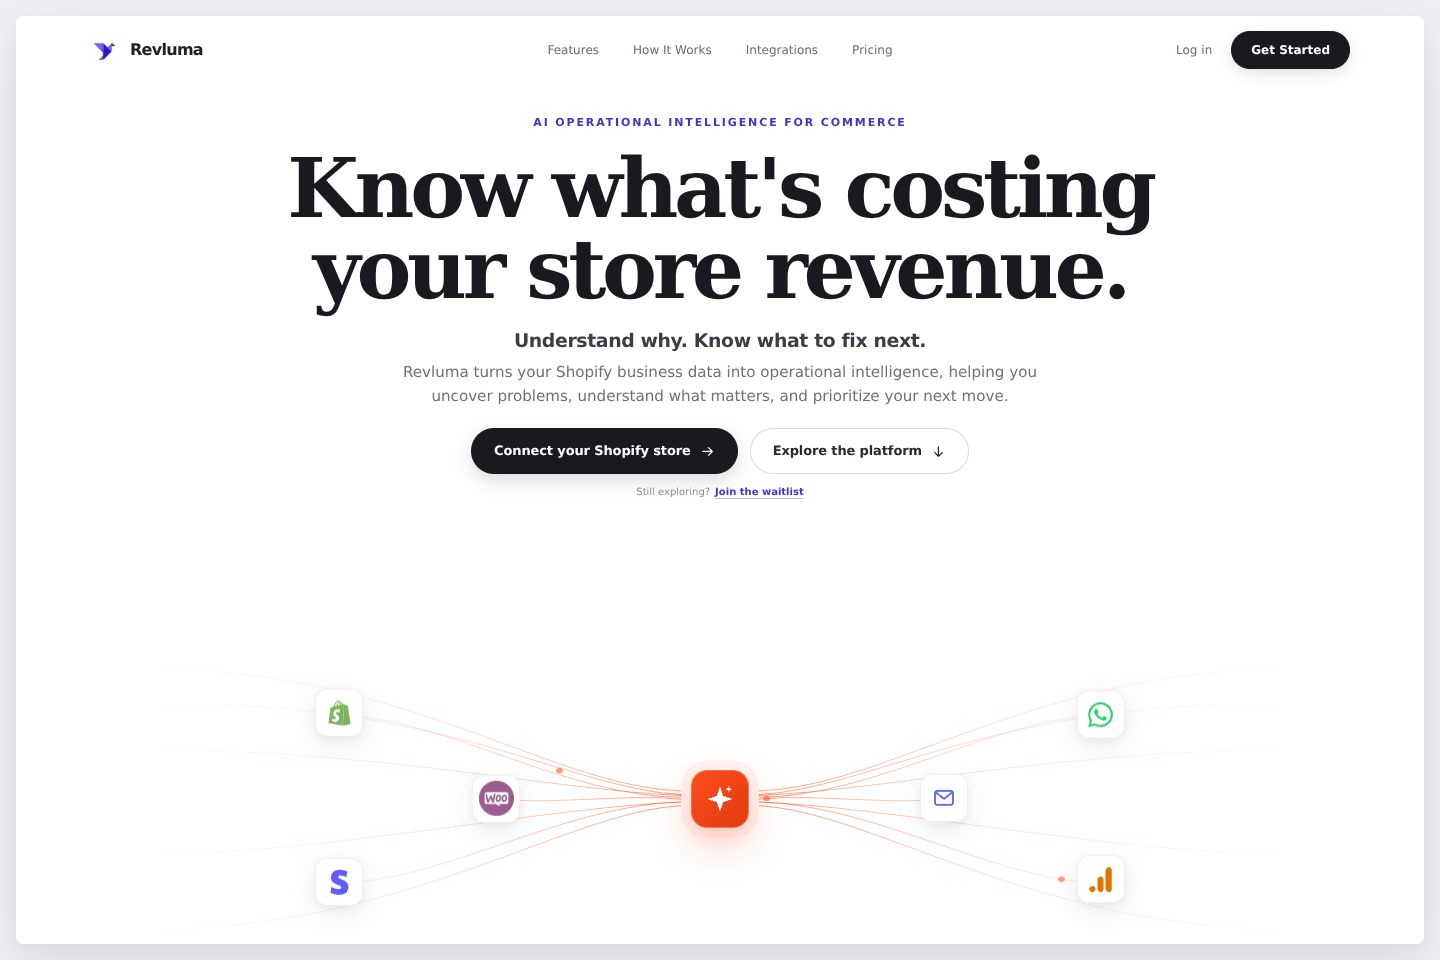 Revluma
Features
How It Works
Integrations
Pricing
Log in
Get Started
AI OPERATIONAL INTELLIGENCE FOR COMMERCE
Know what's costing
your store revenue.
Understand why. Know what to fix next.
Revluma turns your Shopify business data into operational intelligence, helping you
uncover problems, understand what matters, and prioritize your next move.
Connect your Shopify store →
Explore the platform ↓
Still exploring? Join the waitlist
S
WOO
S